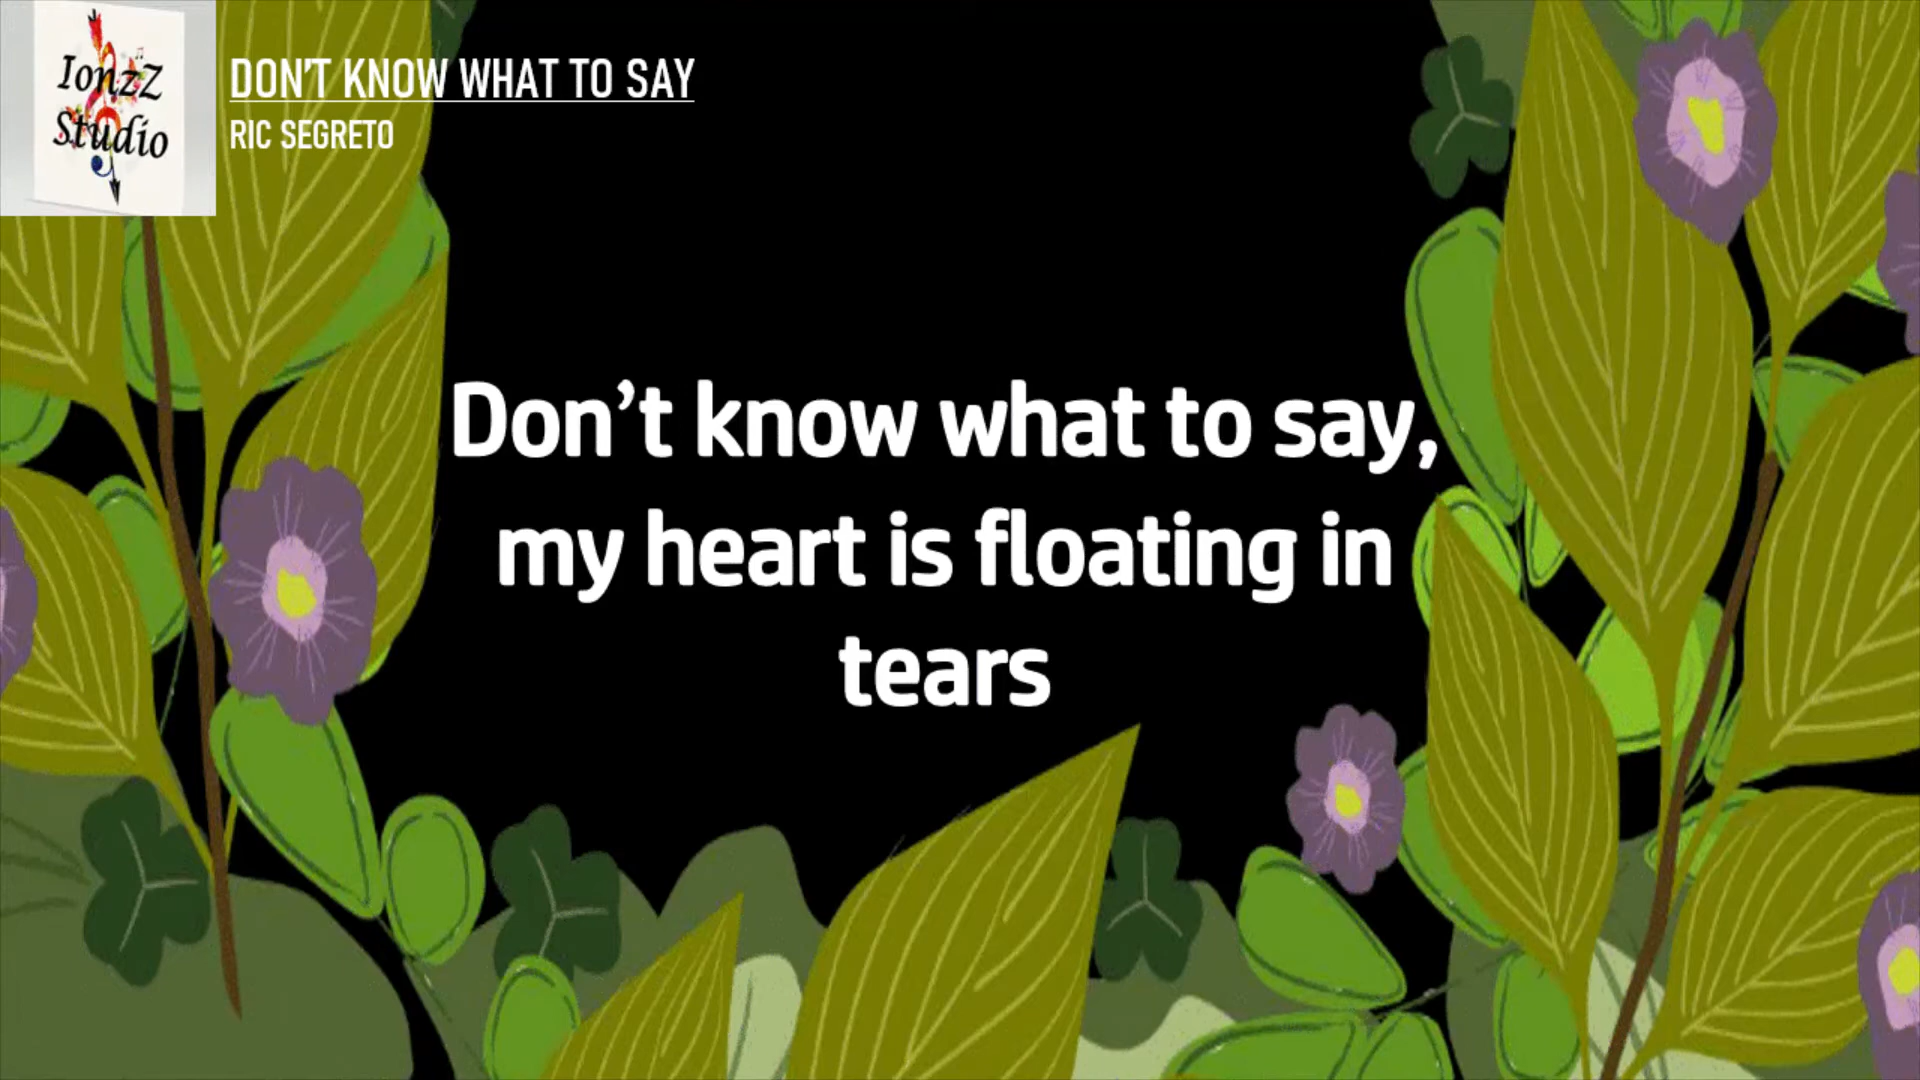 IonzZ
Studio
DON'T KNOW WHAT TO SAY
RIC SEGRETO
Don’t know what to say,
my heart is floating in
tears